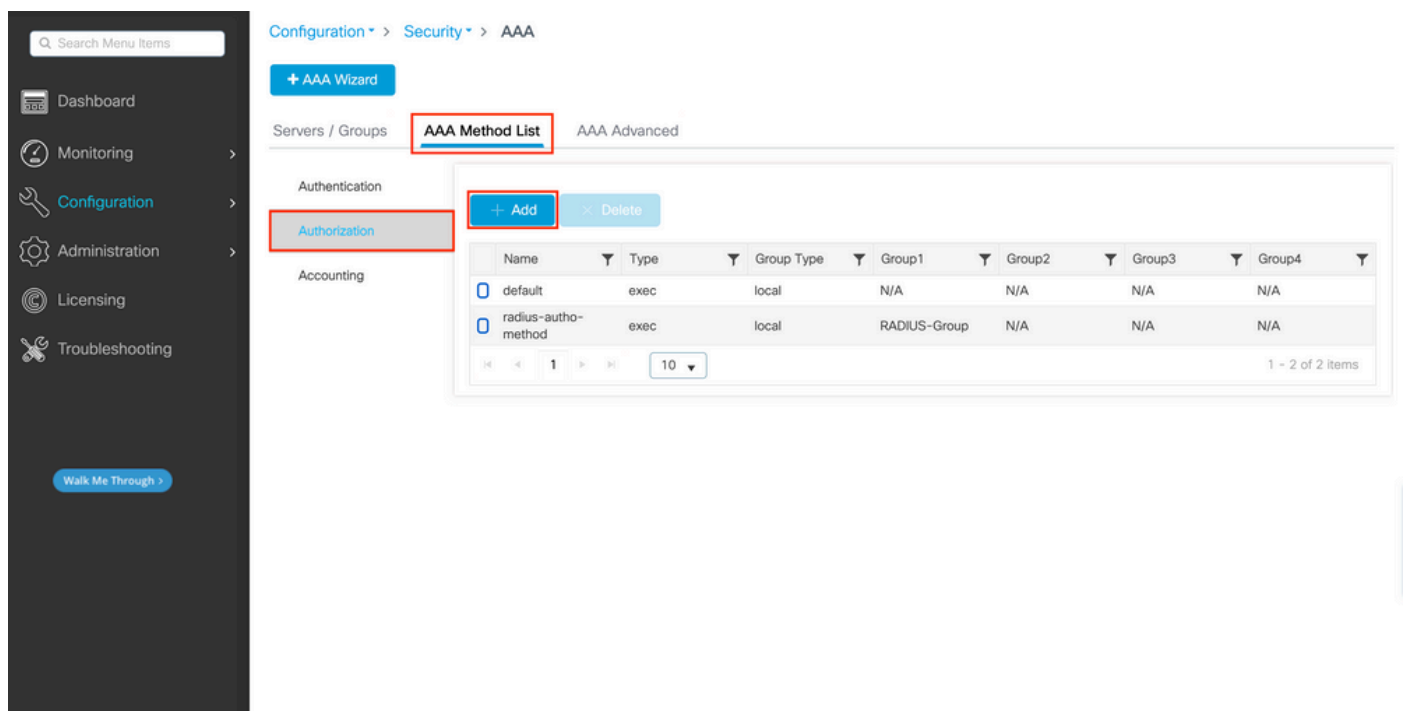 Search Menu Items
Dashboard
Monitoring
Configuration
Administration
Licensing
Troubleshooting
Walk Me Through >
Configuration > Security > AAA
+ AAA Wizard
Servers / Groups AAA Method List AAA Advanced
Authentication
Authorization
Accounting
+ Add × Delete
Name Type Group Type Group1 Group2 Group3 Group4
default exec local N/A N/A N/A N/A
radius-autho-
method exec local RADIUS-Group N/A N/A N/A
1 10 1 - 2 of 2 items